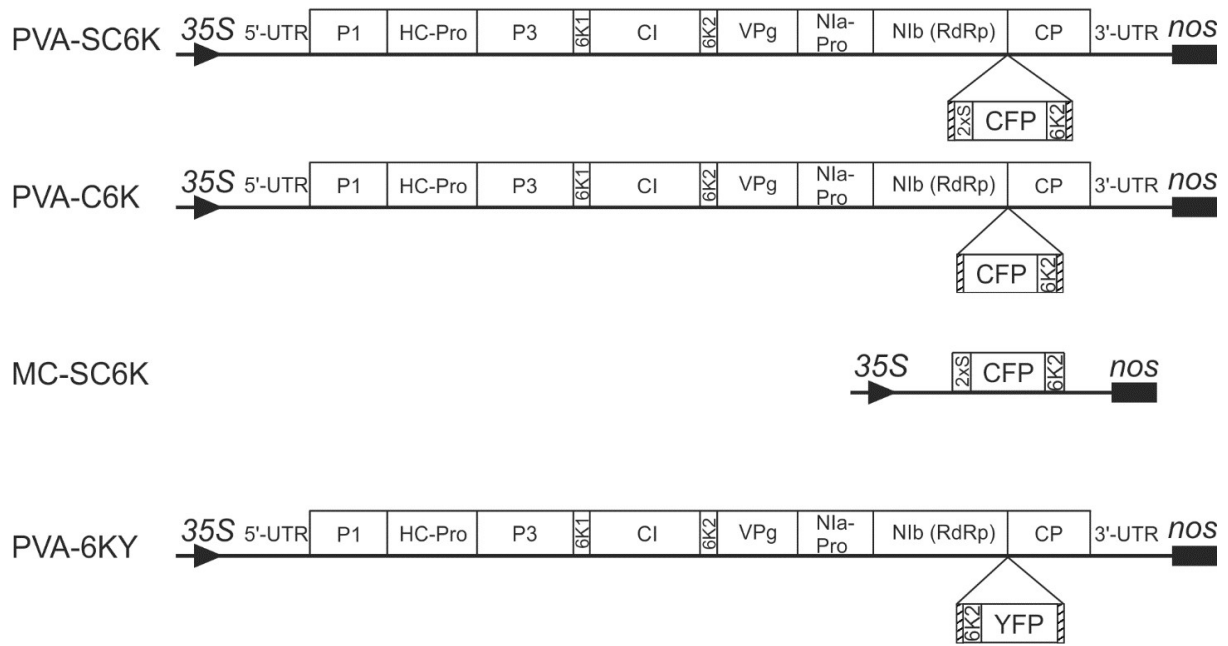 PVA-SC6K 35S 5'-UTR P1 HC-Pro P3 6K1 CI 6K2 VPg NIa-Pro NIb (RdRp) CP 3'-UTR nos
2xS CFP 6K2
PVA-C6K 35S 5'-UTR P1 HC-Pro P3 6K1 CI 6K2 VPg NIa-Pro NIb (RdRp) CP 3'-UTR nos
CFP 6K2
MC-SC6K 35S 2xS CFP 6K2 nos
PVA-6KY 35S 5'-UTR P1 HC-Pro P3 6K1 CI 6K2 VPg NIa-Pro NIb (RdRp) CP 3'-UTR nos
6K2 YFP